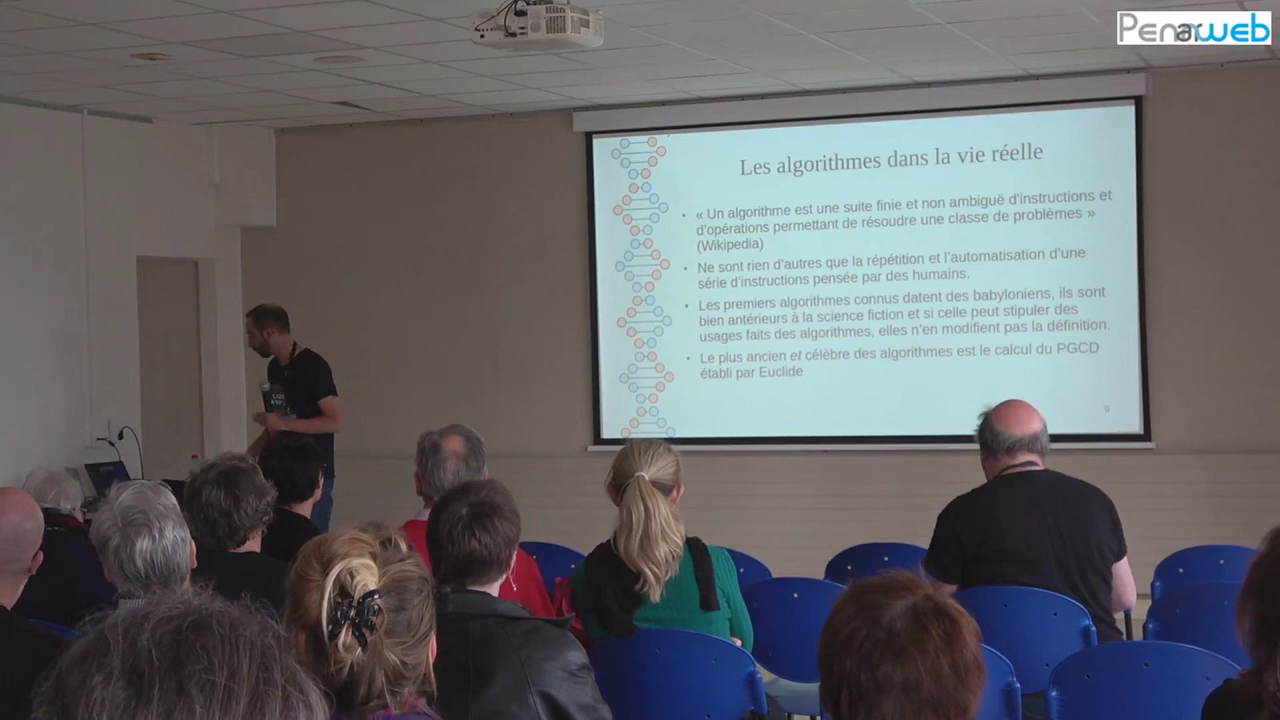 Penarweb
Les algorithmes dans la vie réelle
• « Un algorithme est une suite finie et non ambiguë d'instructions et
d'opérations permettant de résoudre une classe de problèmes »
(Wikipedia)
• Ne sont rien d'autres que la répétition et l'automatisation d'une
série d'instructions pensée par des humains.
• Les premiers algorithmes connus datent des babyloniens, ils sont
bien antérieurs à la science fiction et si celle peut stipuler des
usages faits des algorithmes, elles n'en modifient pas la définition.
• Le plus ancien et célèbre des algorithmes est le calcul du PGCD
établi par Euclide
9